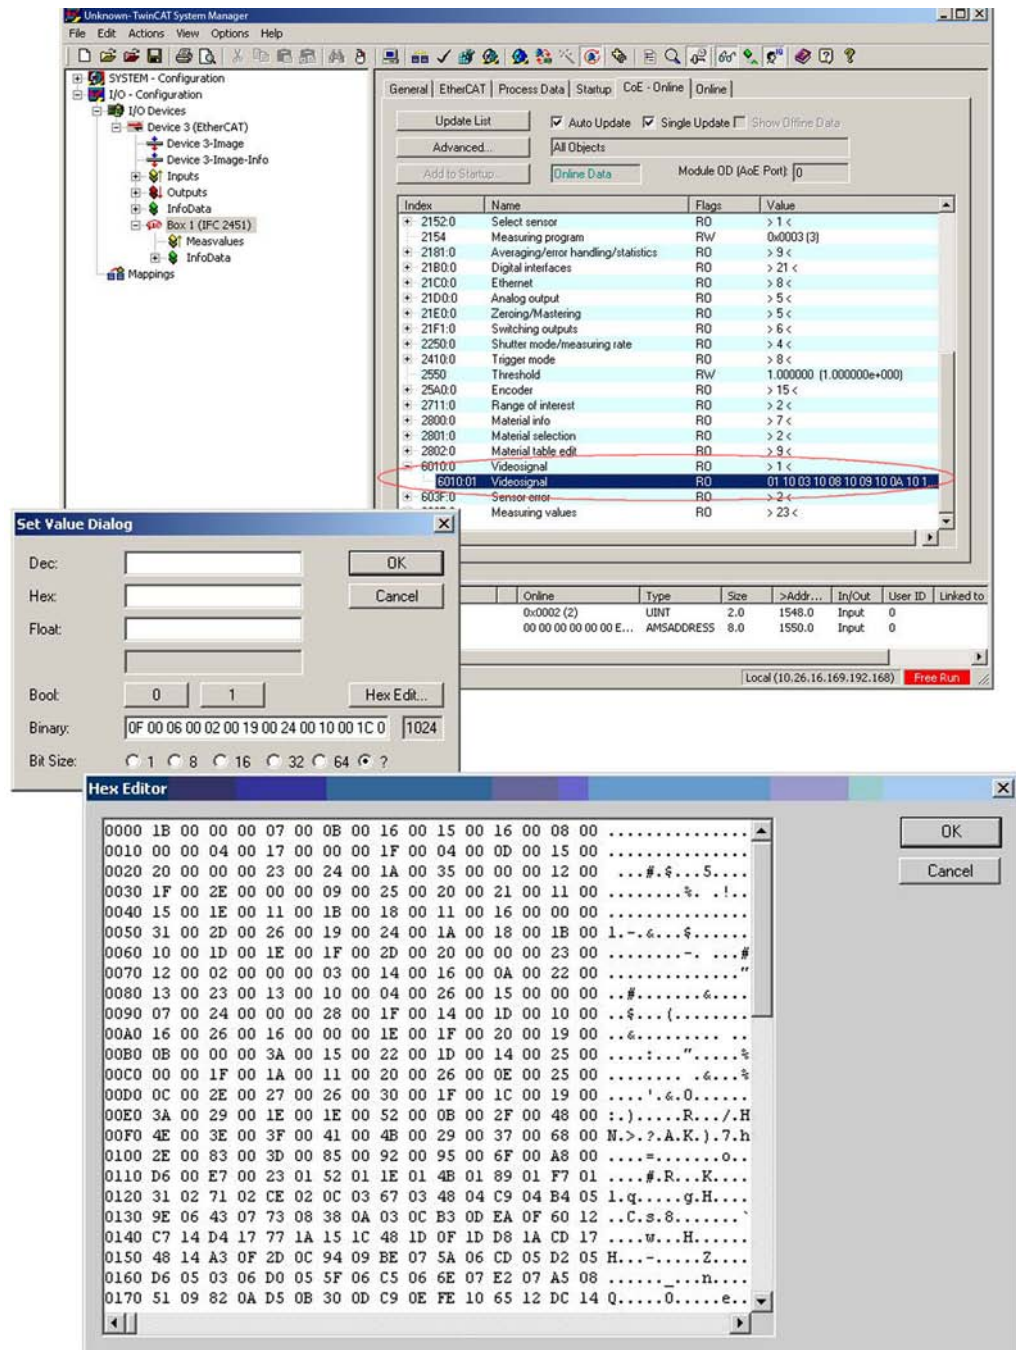 Unknown - TwinCAT System Manager
File Edit Actions View Options Help
SYSTEM - Configuration
I/O - Configuration
I/O Devices
Device 3 (EtherCAT)
Device 3-Image
Device 3-Image-Info
Inputs
Outputs
InfoData
Box 1 (IFC 2451)
Measvalues
InfoData
Mappings
General EtherCAT Process Data Startup CoE - Online Online
Update List Auto Update Single Update Show Offline Data
Advanced... All Objects
Add to Startup... Online Data Module OD (AoE Port): 0
Index Name Flags Value
2152:0 Select sensor RO > 1 <
2154 Measuring program RW 0x0003 (3)
2181:0 Averaging/error handling/statistics RO > 9 <
21B0:0 Digital interfaces RO > 21 <
21C0:0 Ethernet RO > 8 <
21D0:0 Analog output RO > 5 <
21E0:0 Zeroing/Mastering RO > 5 <
21F1:0 Switching outputs RO > 6 <
2250:0 Shutter mode/measuring rate RO > 4 <
2410:0 Trigger mode RO > 8 <
2550 Threshold RW 1.000000 (1.000000e+000)
25A0:0 Encoder RO > 15 <
2711:0 Range of interest RO > 2 <
2800:0 Material info RO > 7 <
2801:0 Material selection RO > 2 <
2802:0 Material table edit RO > 9 <
6010:0 Videosignal RO > 1 <
6010:01 Videosignal RO 01 10 03 10 08 10 09 10 0A 10 1...
603F:0 Sensor error RO > 2 <
Measuring values RO > 23 <
Online Type Size >Addr... In/Out User ID Linked to
0x0002 (2) UINT 2.0 1548.0 Input 0
00 00 00 00 00 00 E... AMSADDRESS 8.0 1550.0 Input 0
Local (10.26.16.169.192.168) Free Run
Set Value Dialog
Dec: OK
Hex: Cancel
Float:
Bool: 0 1 Hex Edit...
Binary: 0F 00 06 00 02 00 19 00 24 00 10 00 1C 0 1024
Bit Size: 1 8 16 32 64 ?
Hex Editor
OK
Cancel
0000 1B 00 00 00 07 00 0B 00 16 00 15 00 16 00 08 00 ................
0010 00 00 04 00 17 00 00 00 1F 00 04 00 0D 00 15 00 ................
0020 20 00 00 00 23 00 24 00 1A 00 35 00 00 00 12 00  ...#.$...5.....
0030 1F 00 2E 00 00 00 09 00 25 00 20 00 21 00 11 00 ........%. .!...
0040 15 00 1E 00 11 00 1B 00 18 00 11 00 16 00 00 00 ................
0050 31 00 2D 00 26 00 19 00 24 00 1A 00 18 00 1B 00 1.-.&...$.......
0060 10 00 1D 00 1E 00 1F 00 2D 00 20 00 00 00 23 00 ........-. ...#
0070 12 00 02 00 00 00 03 00 14 00 16 00 0A 00 22 00 .............."
0080 13 00 23 00 13 00 10 00 04 00 26 00 15 00 00 00 ..#.......&.....
0090 07 00 24 00 00 00 28 00 1F 00 14 00 1D 00 10 00 ..$...(.........
00A0 16 00 26 00 16 00 00 00 1E 00 1F 00 20 00 19 00 ..&......... ..
00B0 0B 00 00 00 3A 00 15 00 22 00 1D 00 14 00 25 00 ....:...".....%
00C0 00 00 1F 00 1A 00 11 00 20 00 26 00 0E 00 25 00 ........ .&...%
00D0 0C 00 2E 00 27 00 26 00 30 00 1F 00 1C 00 19 00 ....'.&.0......
00E0 3A 00 29 00 1E 00 1E 00 52 00 0B 00 2F 00 48 00 :.).....R.../.H
00F0 4E 00 3E 00 3F 00 41 00 4B 00 29 00 37 00 68 00 N.>.?.A.K.).7.h
0100 2E 00 83 00 3D 00 85 00 92 00 95 00 6F 00 A8 00 ....=.......o..
0110 D6 00 E7 00 23 01 52 01 1E 01 4B 01 89 01 F7 01 ....#.R...K....
0120 31 02 71 02 CE 02 0C 03 67 03 48 04 C9 04 B4 05 1.q.....g.H....
0130 9E 06 43 07 73 08 38 0A 03 0C B3 0D EA 0F 60 12 ..C.s.8.......`
0140 C7 14 D4 17 77 1A 15 1C 48 1D 0F 1D D8 1A CD 17 ....w...H......
0150 48 14 A3 0F 2D 0C 94 09 BE 07 5A 06 CD 05 D2 05 H...-.....Z....
0160 D6 05 03 06 D0 05 5F 06 C5 06 6E 07 E2 07 A5 08 ......_...n....
0170 51 09 82 0A D5 0B 30 0D C9 0E FE 10 65 12 DC 14 Q.....0.....e..